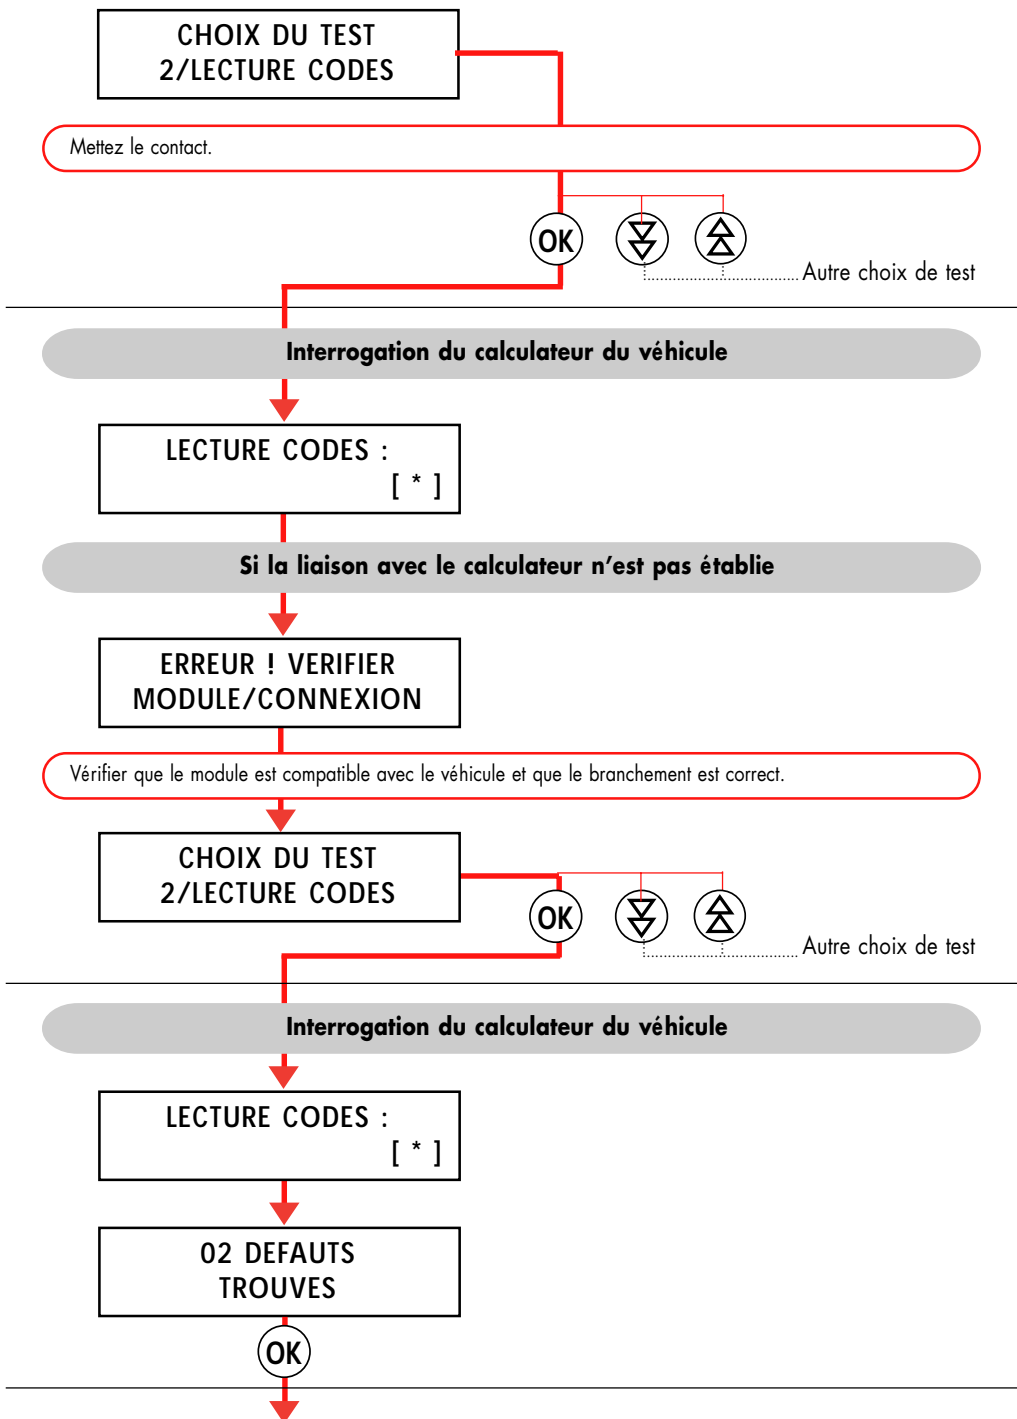 CHOIX DU TEST
2/LECTURE CODES
Mettez le contact.
OK
Autre choix de test
Interrogation du calculateur du véhicule
LECTURE CODES :
[ * ]
Si la liaison avec le calculateur n’est pas établie
ERREUR ! VERIFIER
MODULE/CONNEXION
Vérifier que le module est compatible avec le véhicule et que le branchement est correct.
CHOIX DU TEST
2/LECTURE CODES
OK
Autre choix de test
Interrogation du calculateur du véhicule
LECTURE CODES :
[ * ]
02 DEFAUTS
TROUVES
OK